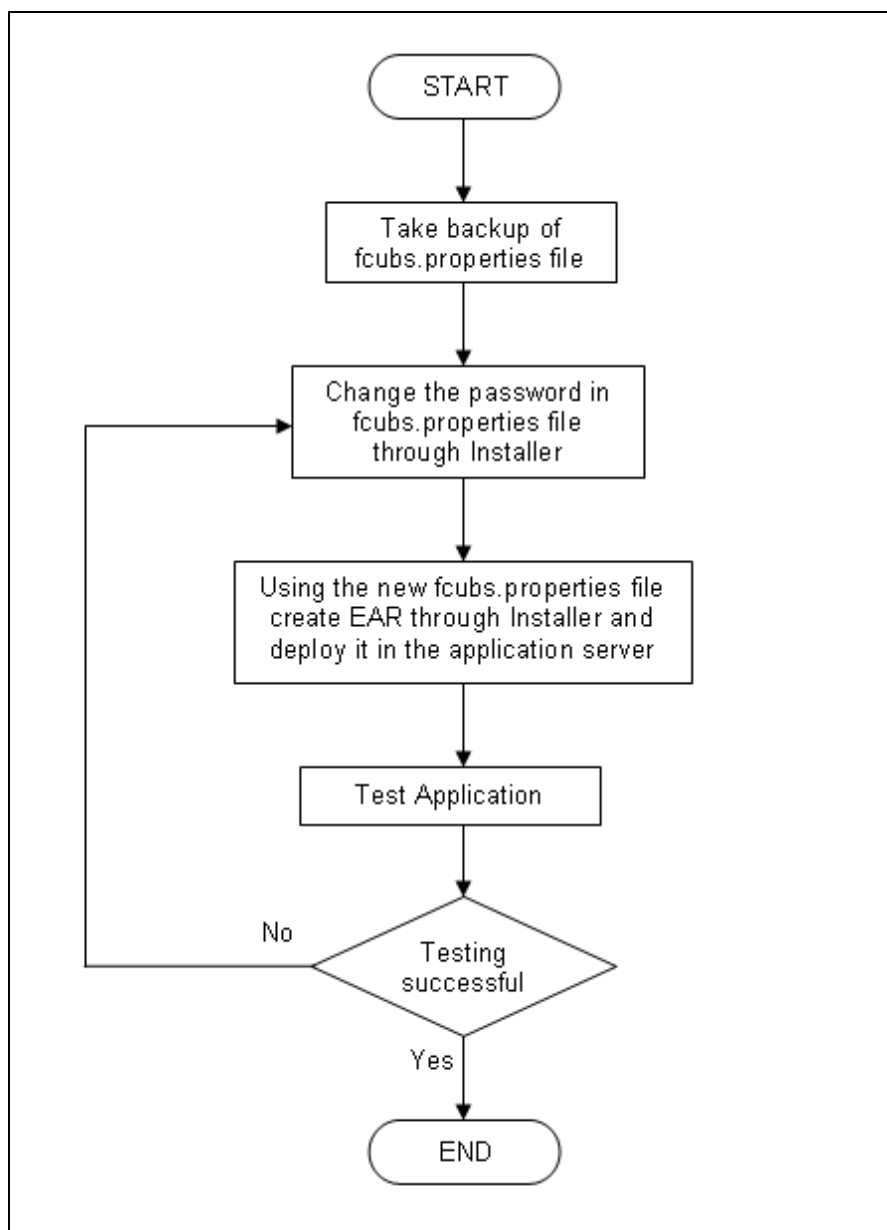 START
Take backup of
fcubs.properties file
Change the password in
fcubs.properties file
through Installer
Using the new fcubs.properties file
create EAR through Installer and
deploy it in the application server
Test Application
No
Testing
successful
Yes
END